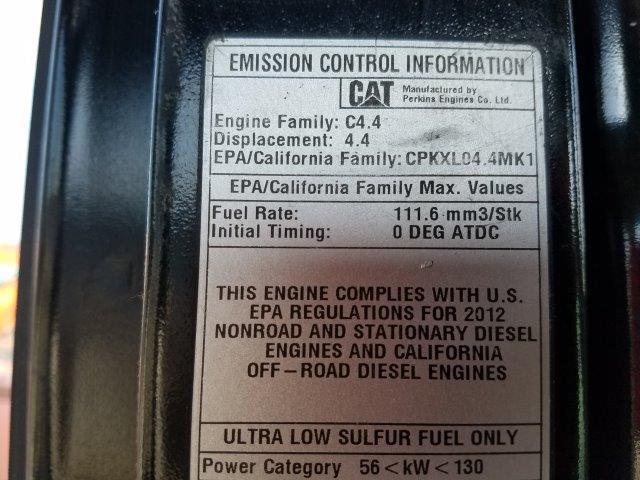 EMISSION CONTROL INFORMATION
CAT Manufactured by
Perkins Engines Co. Ltd.
Engine Family: C4.4
Displacement: 4.4
EPA/California Family: CPKXL04.4MK1
EPA/California Family Max. Values
Fuel Rate: 111.6 mm3/Stk
Initial Timing: 0 DEG ATDC
THIS ENGINE COMPLIES WITH U.S.
EPA REGULATIONS FOR 2012
NONROAD AND STATIONARY DIESEL
ENGINES AND CALIFORNIA
OFF-ROAD DIESEL ENGINES
ULTRA LOW SULFUR FUEL ONLY
Power Category 56<kW<130